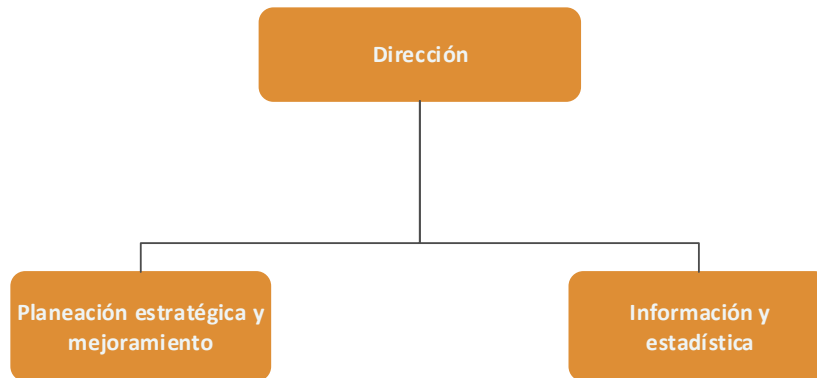 Dirección
Planeación estratégica y
mejoramiento
Información y
estadística